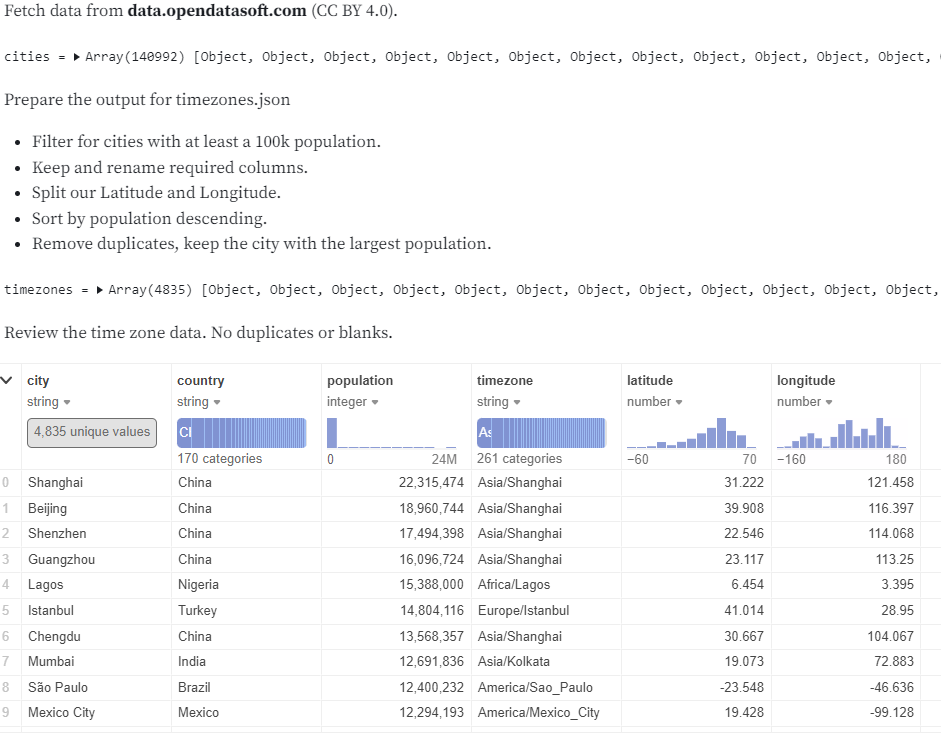 Fetch data from data.opendatasoft.com (CC BY 4.0).
cities = ▶ Array(140992) [Object, Object, Object, Object, Object, Object, Object, Object, Object, Object, Object, Object,
Prepare the output for timezones.json
• Filter for cities with at least a 100k population.
• Keep and rename required columns.
• Split our Latitude and Longitude.
• Sort by population descending.
• Remove duplicates, keep the city with the largest population.
timezones = ▶ Array(4835) [Object, Object, Object, Object, Object, Object, Object, Object, Object, Object, Object, Object,
Review the time zone data. No duplicates or blanks.
city country population timezone latitude longitude
string string integer string number number
4,835 unique values CI As
170 categories 0 24M 261 categories −60 70 −160 180
0 Shanghai China 22,315,474 Asia/Shanghai 31.222 121.458
1 Beijing China 18,960,744 Asia/Shanghai 39.908 116.397
2 Shenzhen China 17,494,398 Asia/Shanghai 22.546 114.068
3 Guangzhou China 16,096,724 Asia/Shanghai 23.117 113.25
4 Lagos Nigeria 15,388,000 Africa/Lagos 6.454 3.395
5 Istanbul Turkey 14,804,116 Europe/Istanbul 41.014 28.95
6 Chengdu China 13,568,357 Asia/Shanghai 30.667 104.067
7 Mumbai India 12,691,836 Asia/Kolkata 19.073 72.883
8 São Paulo Brazil 12,400,232 America/Sao_Paulo -23.548 -46.636
9 Mexico City Mexico 12,294,193 America/Mexico_City 19.428 -99.128